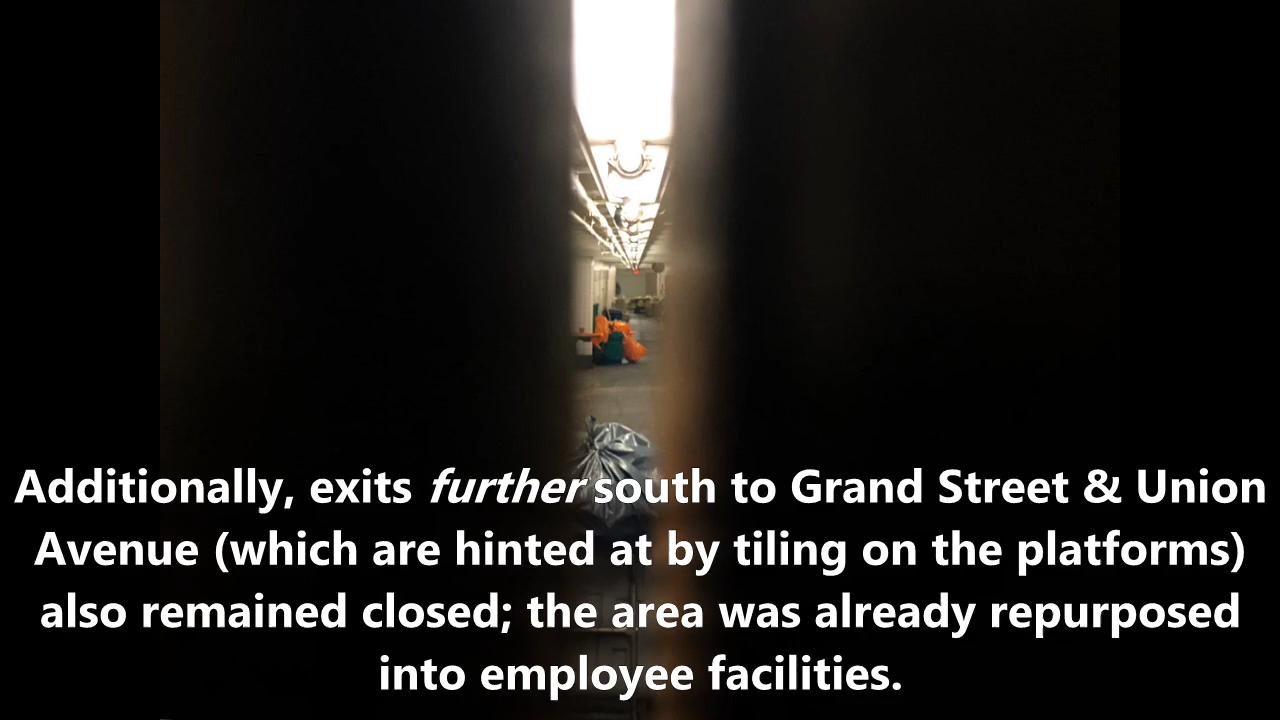 Additionally, exits further south to Grand Street & Union
Avenue (which are hinted at by tiling on the platforms)
also remained closed; the area was already repurposed
into employee facilities.